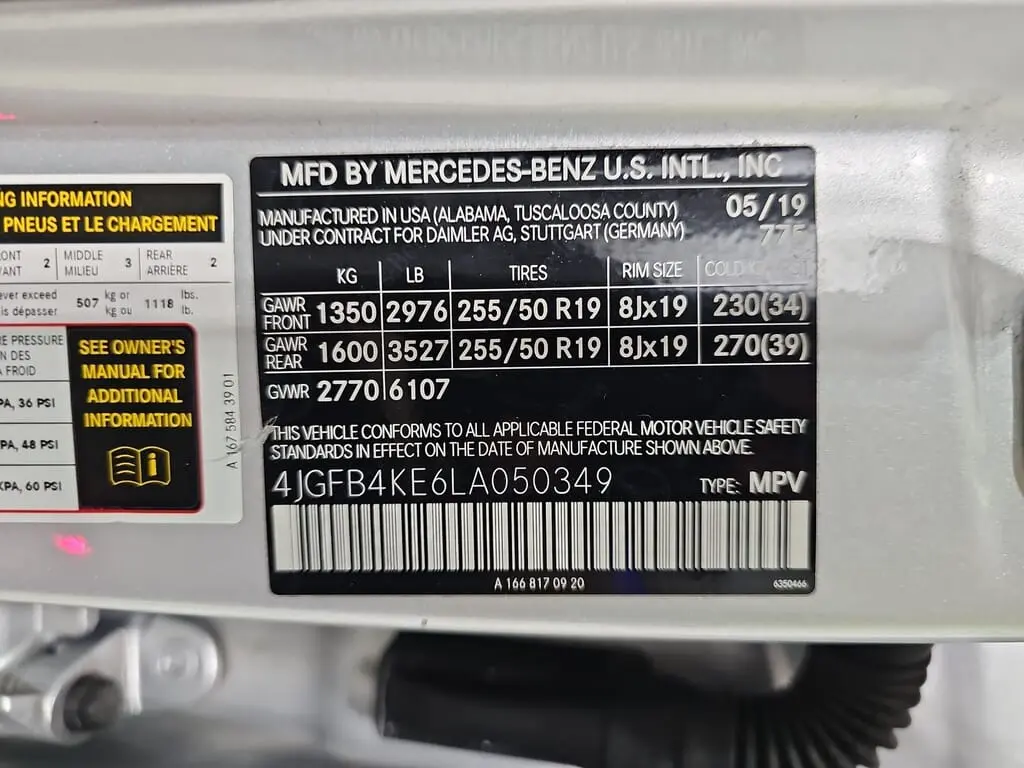 NG INFORMATION
PNEUS ET LE CHARGEMENT
ONT 2 MIDDLE 3 REAR 2
VANT MILIEU ARRIÈRE
ever exceed 507 kg or 1118 lbs.
is dépasser kg ou lb.
RE PRESSURE
N DES
À FROID
PA, 36 PSI
PA, 48 PSI
KPA, 60 PSI
SEE OWNER'S
MANUAL FOR
ADDITIONAL
INFORMATION
A 167 584 39 01
MFD BY MERCEDES-BENZ U.S. INTL., INC
MANUFACTURED IN USA (ALABAMA, TUSCALOOSA COUNTY) 05/19
UNDER CONTRACT FOR DAIMLER AG, STUTTGART (GERMANY)
KG LB TIRES RIM SIZE COLD
GAWR FRONT 1350 2976 255/50 R19 8Jx19 230(34)
GAWR REAR 1600 3527 255/50 R19 8Jx19 270(39)
GVWR 2770 6107
THIS VEHICLE CONFORMS TO ALL APPLICABLE FEDERAL MOTOR VEHICLE SAFETY
STANDARDS IN EFFECT ON THE DATE OF MANUFACTURE SHOWN ABOVE.
4JGFB4KE6LA050349 TYPE: MPV
A 166 817 09 20
6350466